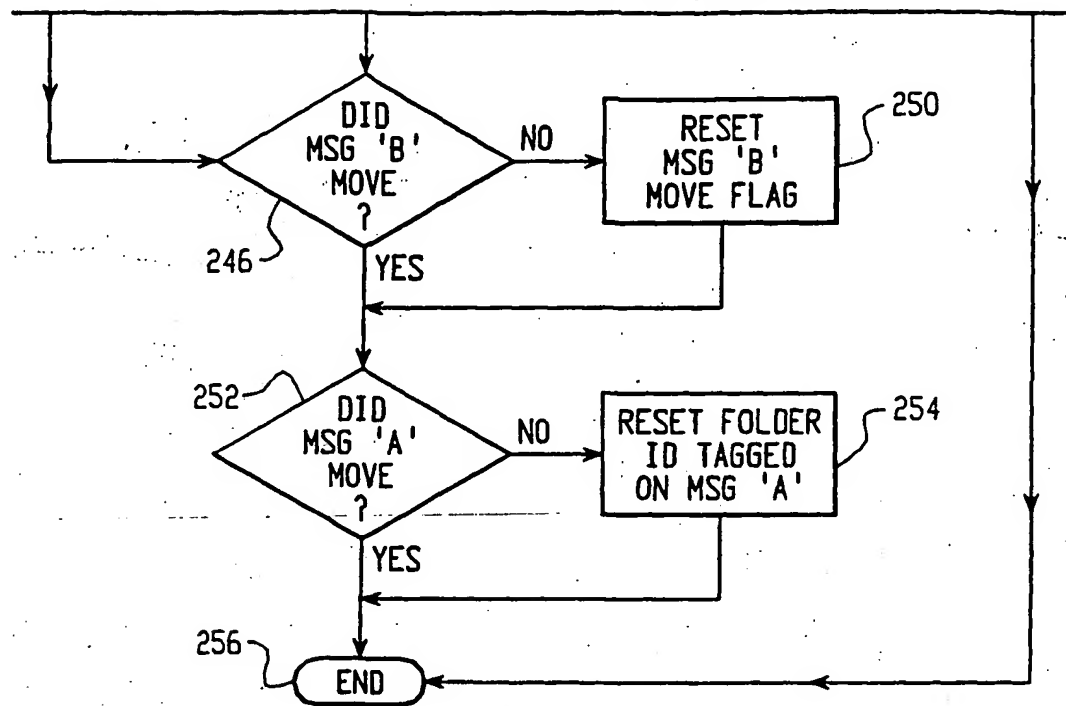 DID
MSG 'B'
MOVE
?
246
NO
RESET
MSG 'B'
MOVE FLAG
250
YES
252
DID
MSG 'A'
MOVE
?
NO
RESET FOLDER
ID TAGGED
ON MSG 'A'
254
YES
256
END